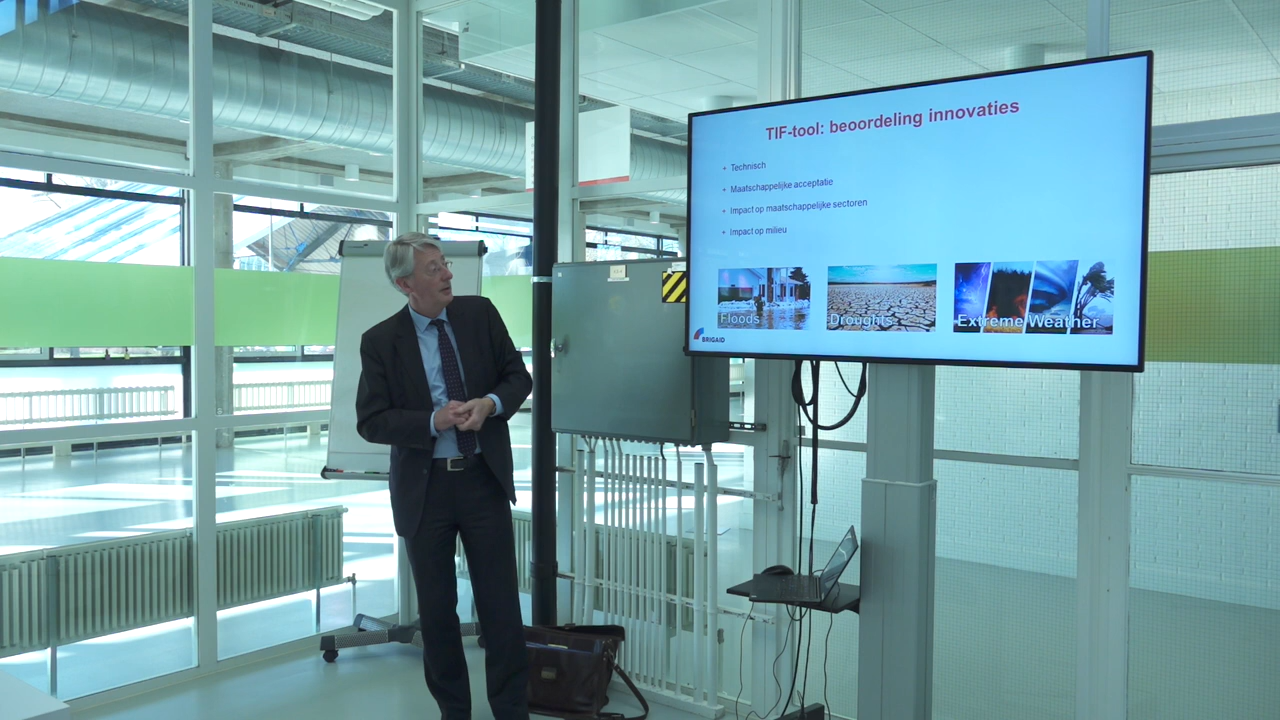 TIF-tool: beoordeling innovaties
+ Technisch
+ Maatschappelijke acceptatie
+ Impact op maatschappelijke sectoren
+ Impact op milieu
Floods
Droughts
Extreme Weather
BRIGAID